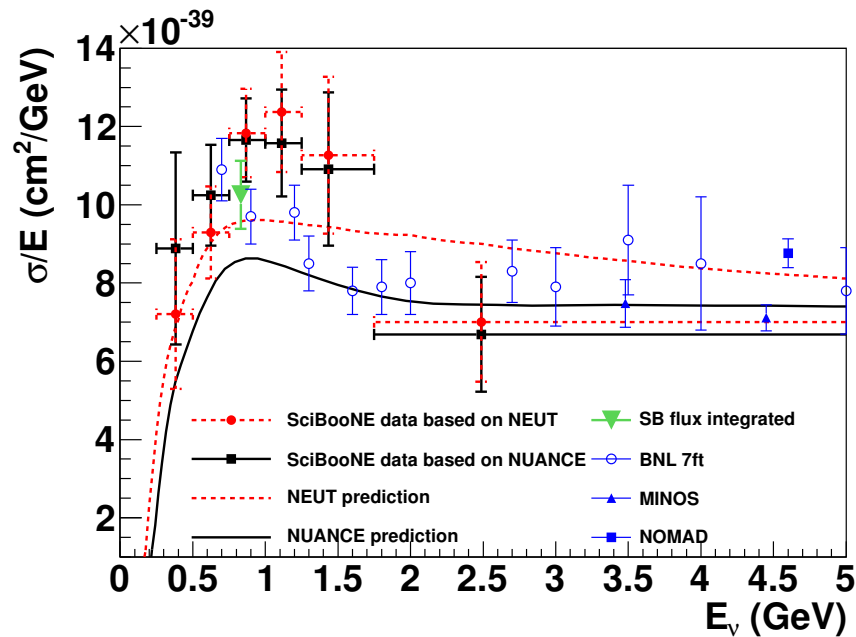 ×10⁻³⁹
σ/E (cm²/GeV)
14
12
10
8
6
4
2
SciBooNE data based on NEUT
SciBooNE data based on NUANCE
NEUT prediction
NUANCE prediction
SB flux integrated
BNL 7ft
MINOS
NOMAD
0 0.5 1 1.5 2 2.5 3 3.5 4 4.5 5
Eᵥ (GeV)